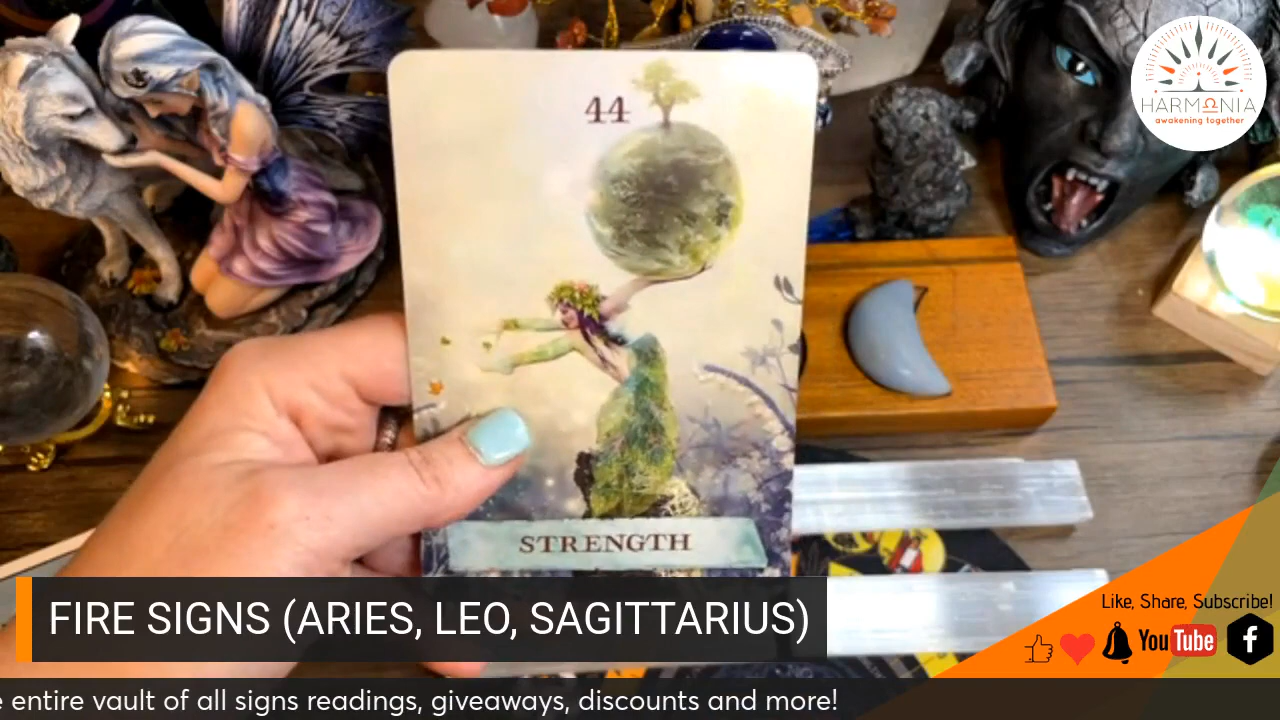 44
HARMΩNIA
awakening together
STRENGTH
FIRE SIGNS (ARIES, LEO, SAGITTARIUS)
Like, Share, Subscribe!
YouTube
f
entire vault of all signs readings, giveaways, discounts and more!